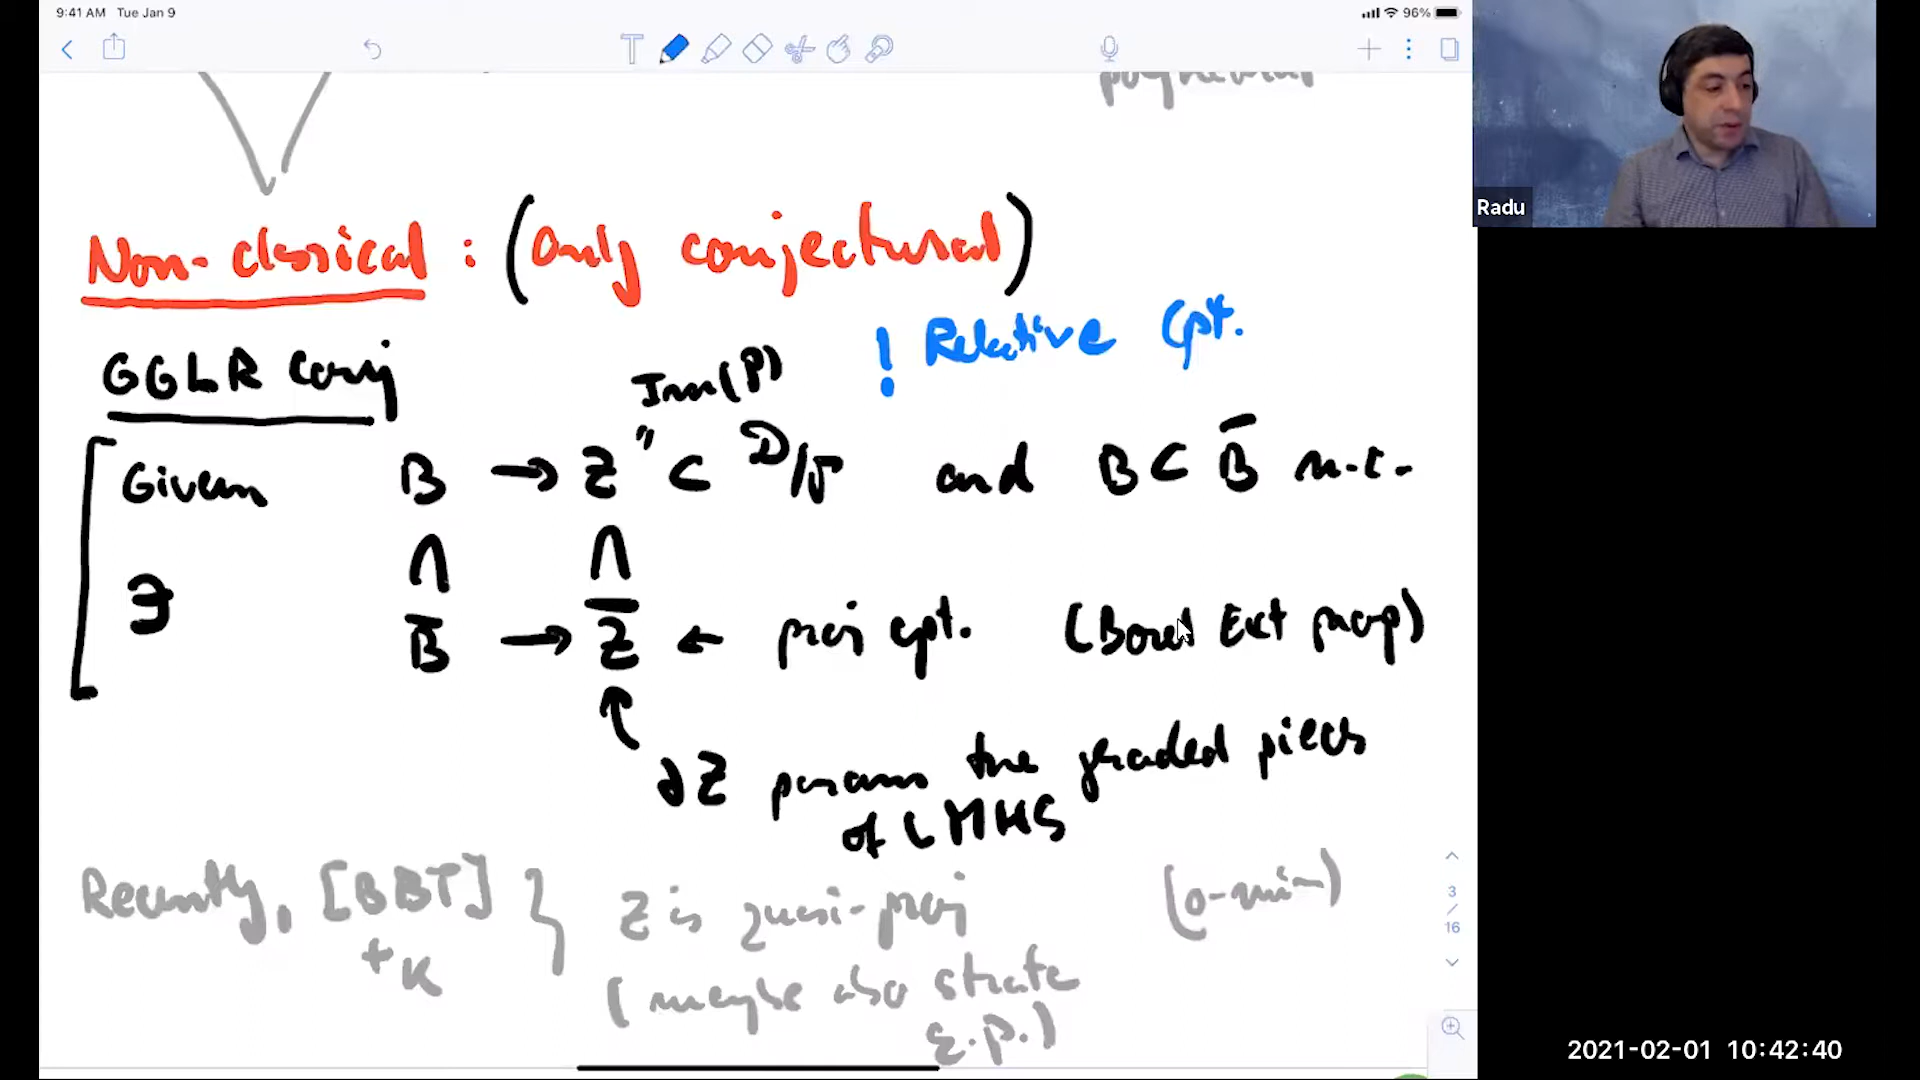 9:41 AM Tue Jan 9
96%
Radu
Non-classical : (Only conjectural)
! Relative Cpt.
GGLR Conj
Im(P)
Given B → Z " ⊂ D/Γ and B ⊂ B̄ n.c.
∩ ∩
∃ B̄ → Z̄ ← proj cpt. (Borel Ext prop)
↑
∂Z params the graded pieces
of LMHS
Recently, [BBT] } Z is quasi-proj (o-min)
+ K
(maybe also strata
q.p.)
3
/
16
2021-02-01 10:42:40